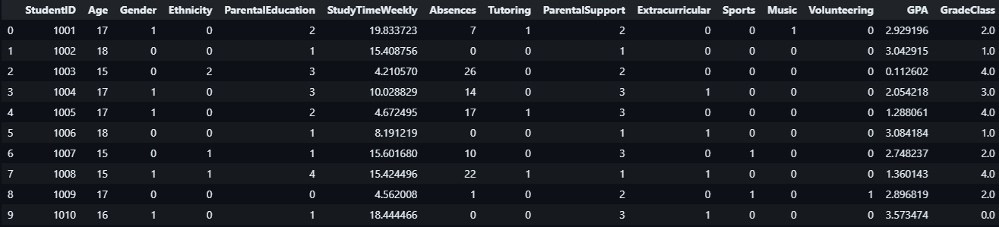 StudentID Age Gender Ethnicity ParentalEducation StudyTimeWeekly Absences Tutoring ParentalSupport Extracurricular Sports Music Volunteering GPA GradeClass
0 1001 17 1 0 2 19.833723 7 1 2 0 0 1 0 2.929196 2.0
1 1002 18 0 0 1 15.408756 0 0 1 0 0 0 0 3.042915 1.0
2 1003 15 0 2 3 4.210570 26 0 2 0 0 0 0 0.112602 4.0
3 1004 17 1 0 3 10.028829 14 0 3 1 0 0 0 2.054218 3.0
4 1005 17 1 0 2 4.672495 17 1 3 0 0 0 0 1.288061 4.0
5 1006 18 0 0 1 8.191219 0 0 1 1 0 0 0 3.084184 1.0
6 1007 15 0 1 1 15.601680 10 0 3 0 1 0 0 2.748237 2.0
7 1008 15 1 1 4 15.424496 22 1 1 1 0 0 0 1.360143 4.0
8 1009 17 0 0 0 4.562008 1 0 2 0 1 0 1 2.896819 2.0
9 1010 16 1 0 1 18.444466 0 0 3 1 0 0 0 3.573474 0.0